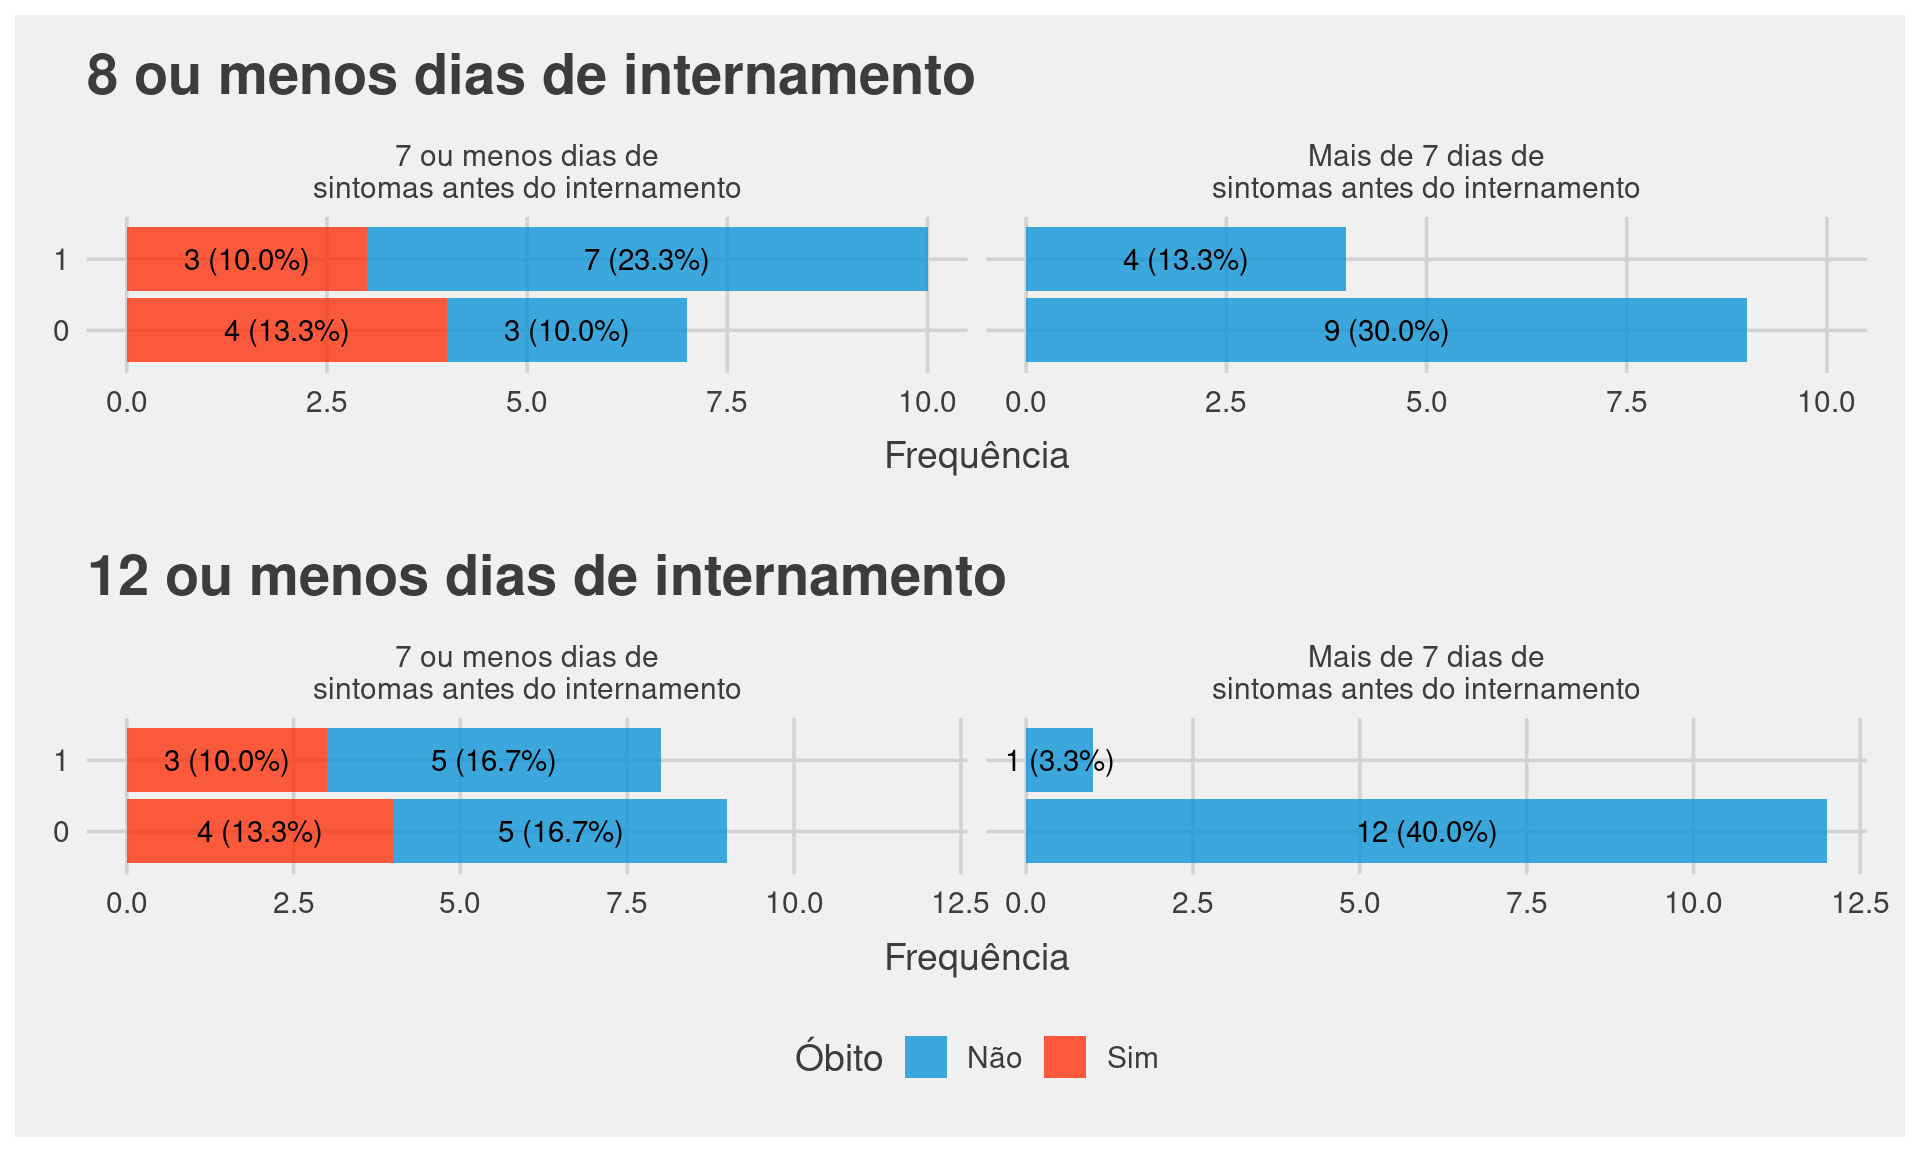 8 ou menos dias de internamento
7 ou menos dias de
sintomas antes do internamento
Mais de 7 dias de
sintomas antes do internamento
1
3 (10.0%)
7 (23.3%)
4 (13.3%)
0
4 (13.3%)
3 (10.0%)
9 (30.0%)
0.0 2.5 5.0 7.5 10.0 0.0 2.5 5.0 7.5 10.0
Frequência
12 ou menos dias de internamento
7 ou menos dias de
sintomas antes do internamento
Mais de 7 dias de
sintomas antes do internamento
1
3 (10.0%)
5 (16.7%)
1 (3.3%)
0
4 (13.3%)
5 (16.7%)
12 (40.0%)
0.0 2.5 5.0 7.5 10.0 12.5 0.0 2.5 5.0 7.5 10.0 12.5
Frequência
Óbito Não Sim